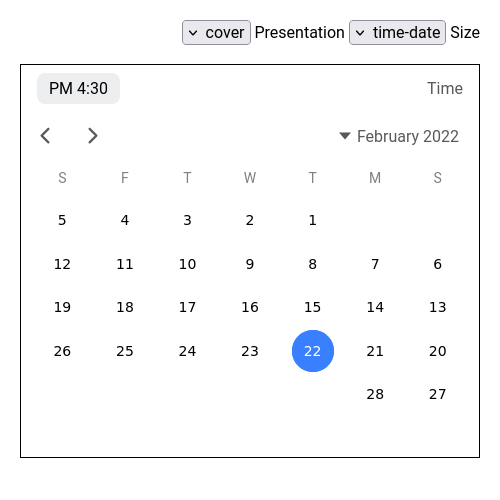 cover Presentation time-date Size
PM 4:30 Time
February 2022
S F T W T M S
5 4 3 2 1
12 11 10 9 8 7 6
19 18 17 16 15 14 13
26 25 24 23 22 21 20
28 27